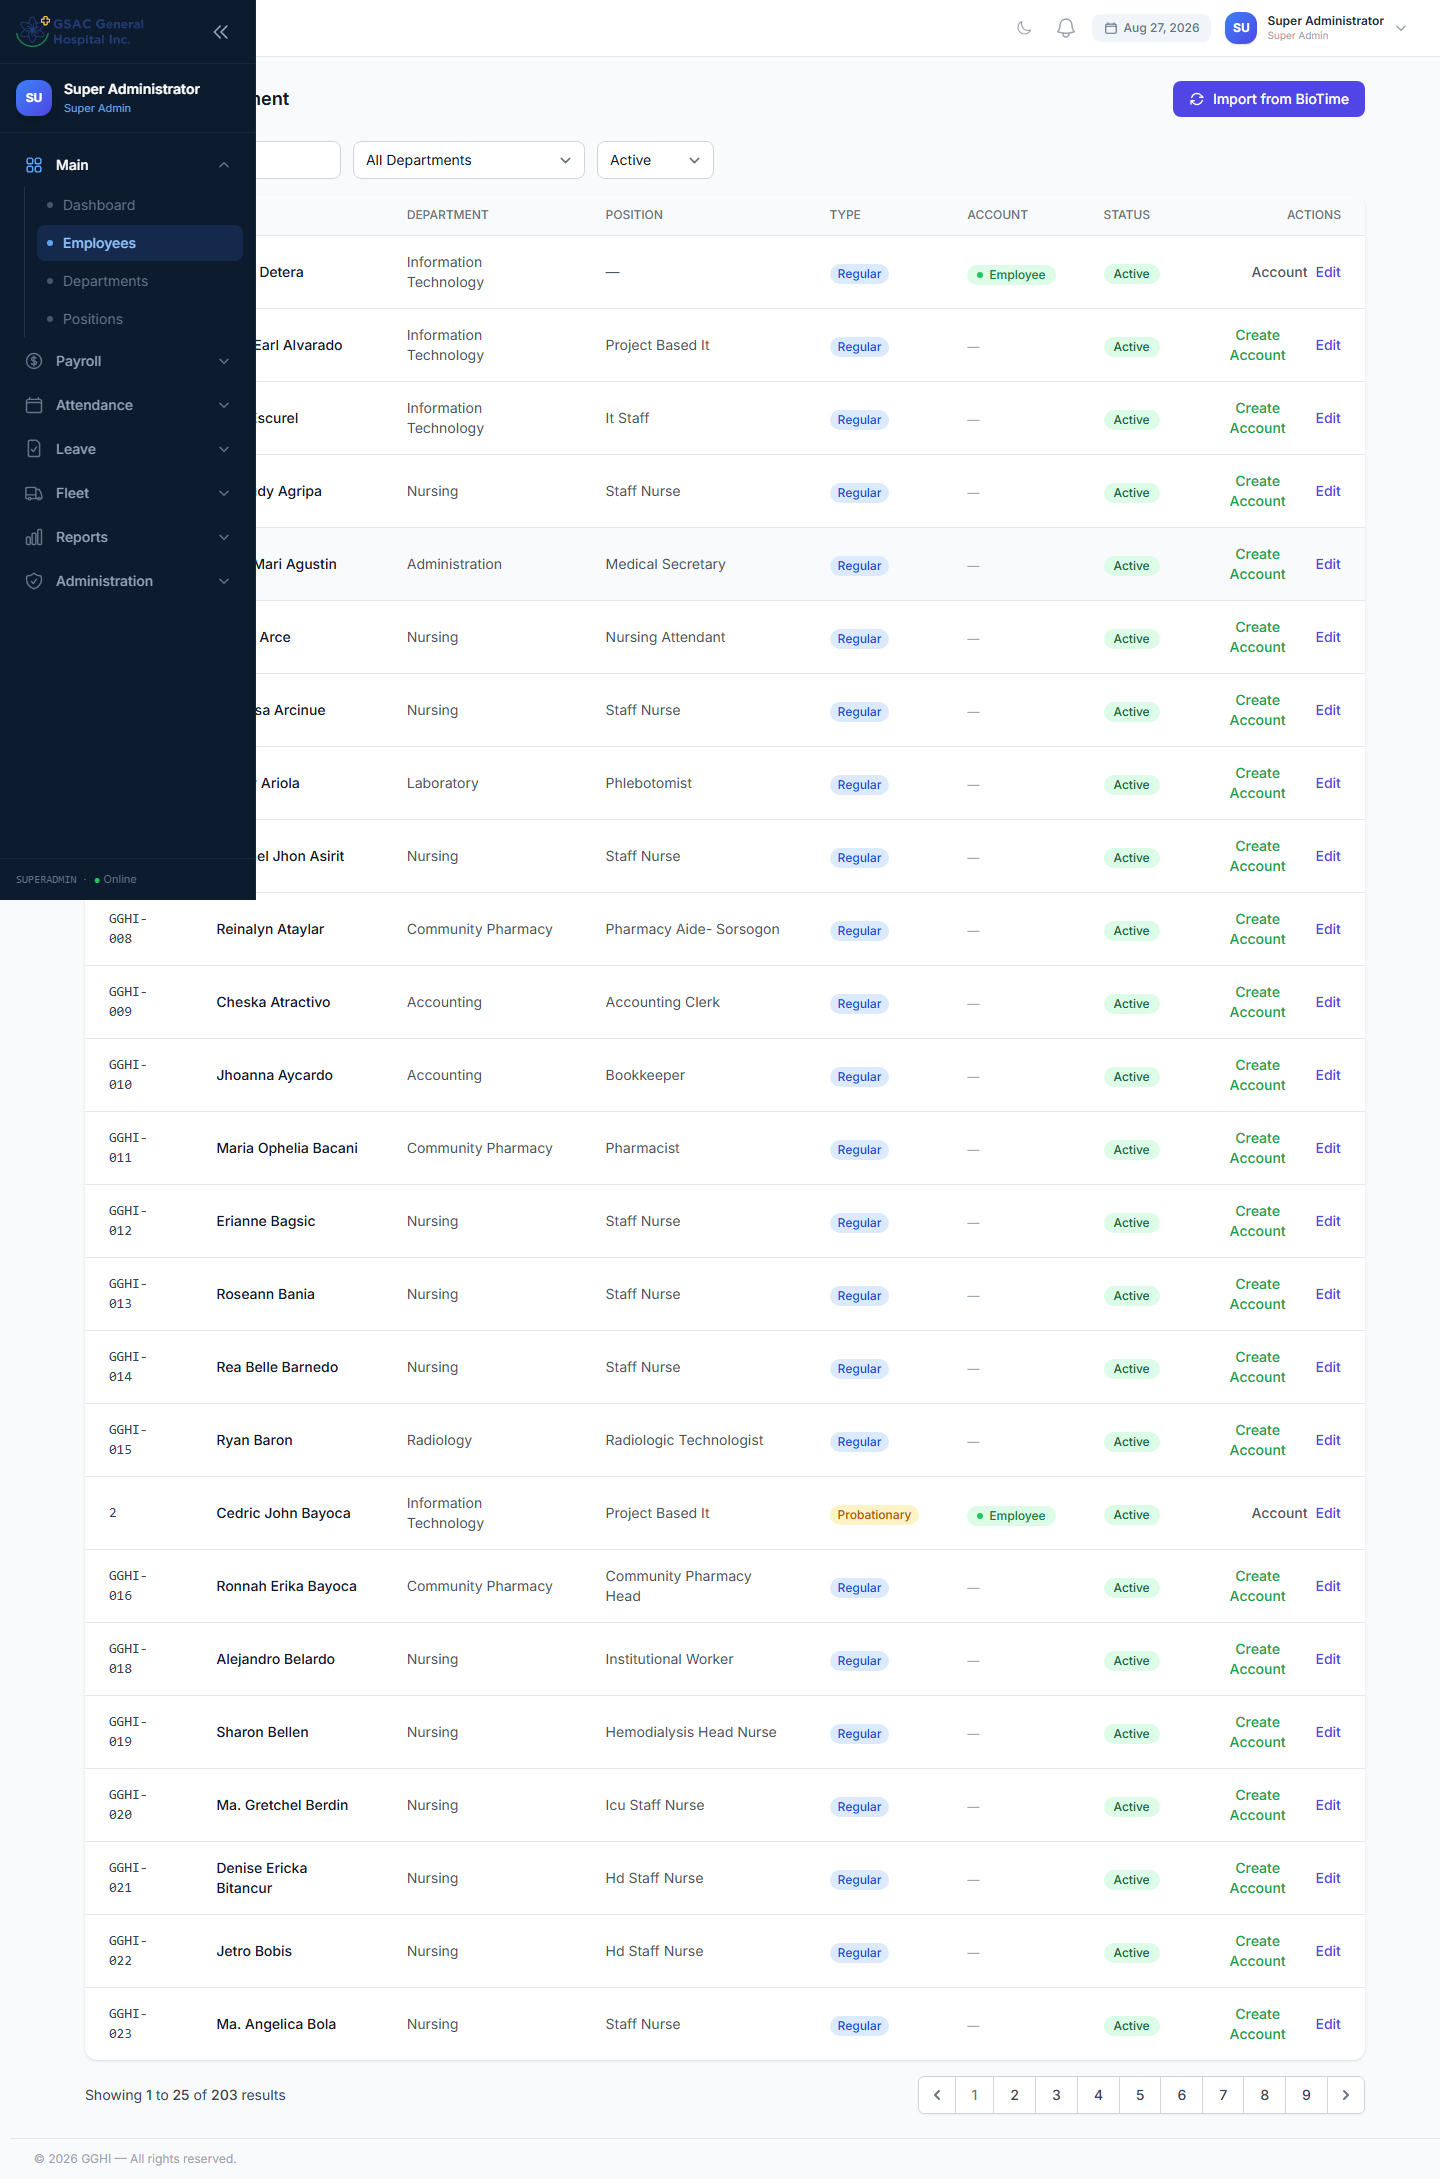 GSAC General
Hospital Inc.
Aug 27, 2026
SU
Super Administrator
Super Admin
SU
Super Administrator
Super Admin
Import from BioTime
Main
Dashboard
Employees
Departments
Positions
Payroll
Attendance
Leave
Fleet
Reports
Administration
SUPERADMIN · Online
All Departments
Active
DEPARTMENT POSITION TYPE ACCOUNT STATUS ACTIONS
Detera Information Technology — Regular Employee Active Account Edit
Earl Alvarado Information Technology Project Based It Regular — Active Create Account Edit
Escurel Information Technology It Staff Regular — Active Create Account Edit
dy Agripa Nursing Staff Nurse Regular — Active Create Account Edit
Mari Agustin Administration Medical Secretary Regular — Active Create Account Edit
Arce Nursing Nursing Attendant Regular — Active Create Account Edit
sa Arcinue Nursing Staff Nurse Regular — Active Create Account Edit
Ariola Laboratory Phlebotomist Regular — Active Create Account Edit
el Jhon Asirit Nursing Staff Nurse Regular — Active Create Account Edit
GGHI-008 Reinalyn Ataylar Community Pharmacy Pharmacy Aide- Sorsogon Regular — Active Create Account Edit
GGHI-009 Cheska Atractivo Accounting Accounting Clerk Regular — Active Create Account Edit
GGHI-010 Jhoanna Aycardo Accounting Bookkeeper Regular — Active Create Account Edit
GGHI-011 Maria Ophelia Bacani Community Pharmacy Pharmacist Regular — Active Create Account Edit
GGHI-012 Erianne Bagsic Nursing Staff Nurse Regular — Active Create Account Edit
GGHI-013 Roseann Bania Nursing Staff Nurse Regular — Active Create Account Edit
GGHI-014 Rea Belle Barnedo Nursing Staff Nurse Regular — Active Create Account Edit
GGHI-015 Ryan Baron Radiology Radiologic Technologist Regular — Active Create Account Edit
2 Cedric John Bayoca Information Technology Project Based It Probationary Employee Active Account Edit
GGHI-016 Ronnah Erika Bayoca Community Pharmacy Community Pharmacy Head Regular — Active Create Account Edit
GGHI-018 Alejandro Belardo Nursing Institutional Worker Regular — Active Create Account Edit
GGHI-019 Sharon Bellen Nursing Hemodialysis Head Nurse Regular — Active Create Account Edit
GGHI-020 Ma. Gretchel Berdin Nursing Icu Staff Nurse Regular — Active Create Account Edit
GGHI-021 Denise Ericka Bitancur Nursing Hd Staff Nurse Regular — Active Create Account Edit
GGHI-022 Jetro Bobis Nursing Hd Staff Nurse Regular — Active Create Account Edit
GGHI-023 Ma. Angelica Bola Nursing Staff Nurse Regular — Active Create Account Edit
Showing 1 to 25 of 203 results
1 2 3 4 5 6 7 8 9
© 2026 GGHI — All rights reserved.